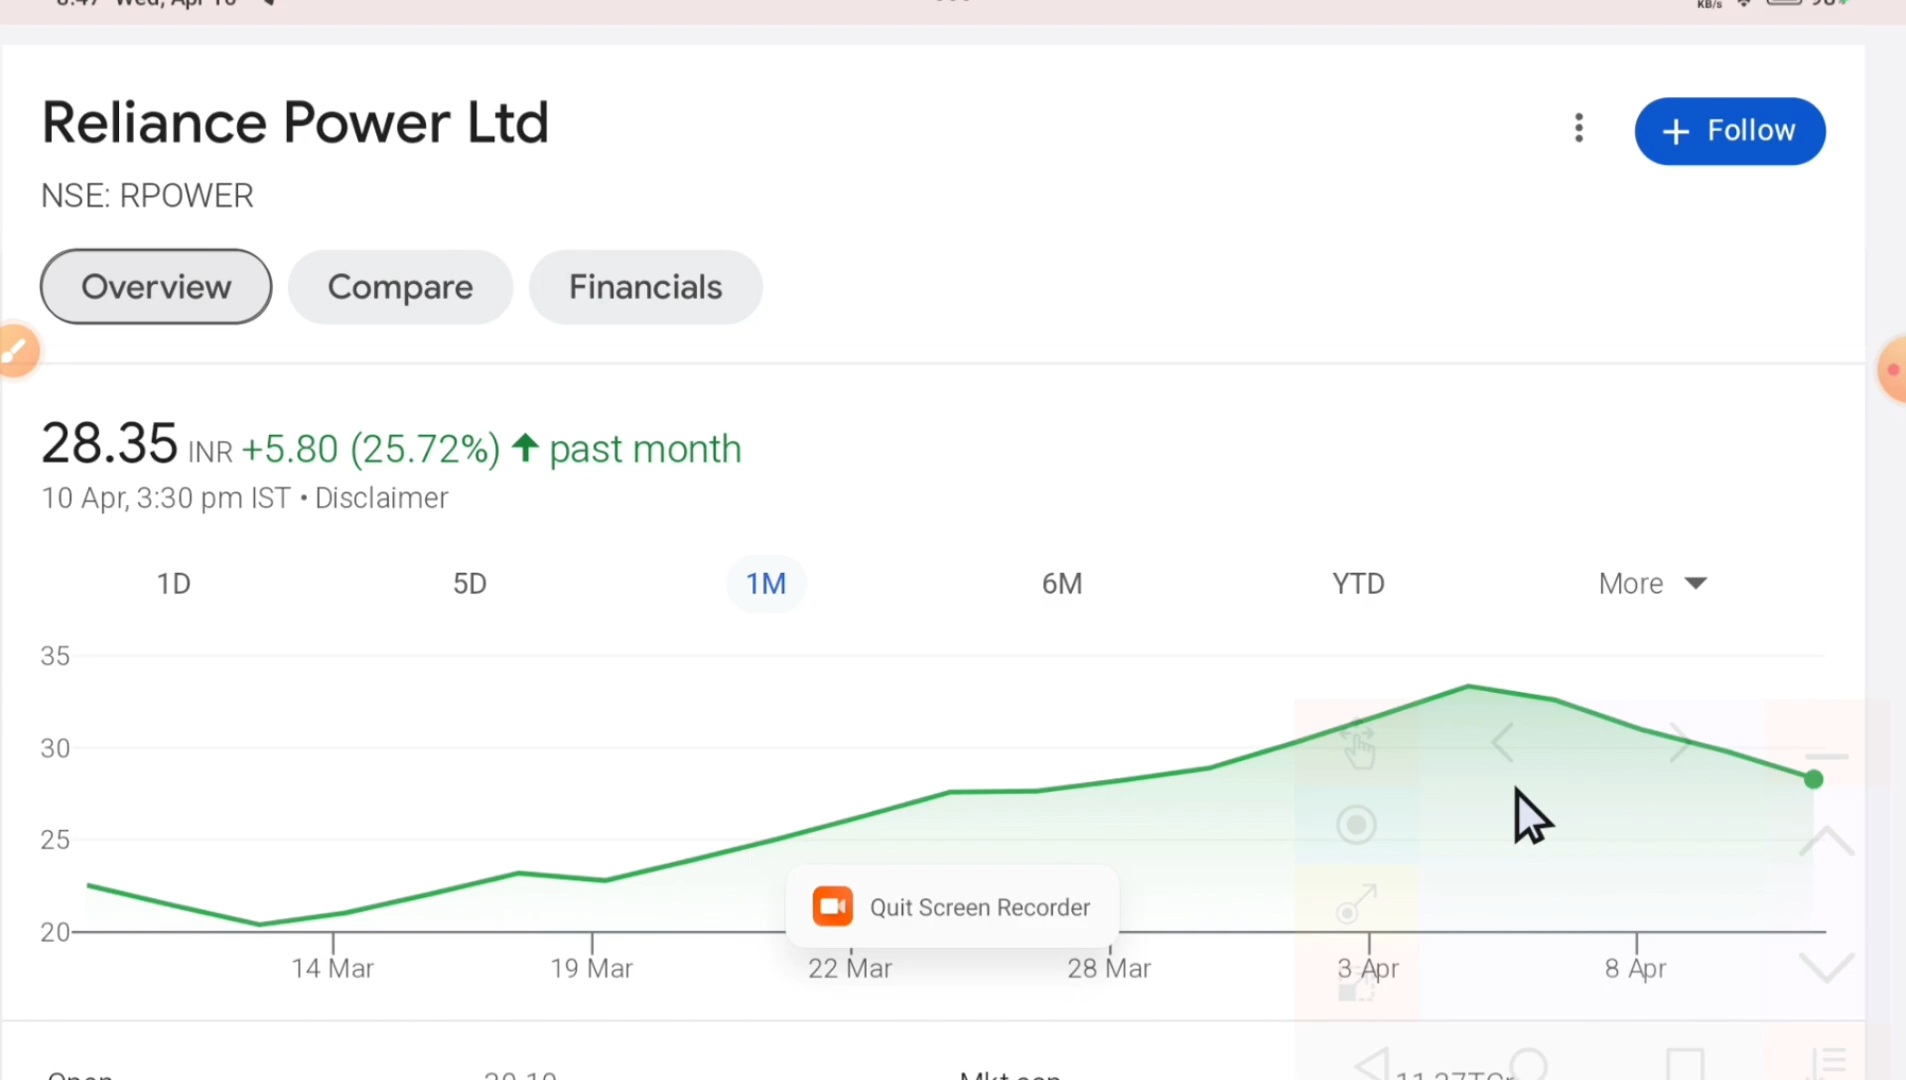 KB/s
Reliance Power Ltd
+ Follow
NSE: RPOWER
Overview
Compare
Financials
28.35 INR +5.80 (25.72%) ↑ past month
10 Apr, 3:30 pm IST • Disclaimer
1D
5D
1M
6M
YTD
More
35
30
25
20
Quit Screen Recorder
14 Mar
19 Mar
22 Mar
28 Mar
3 Apr
8 Apr